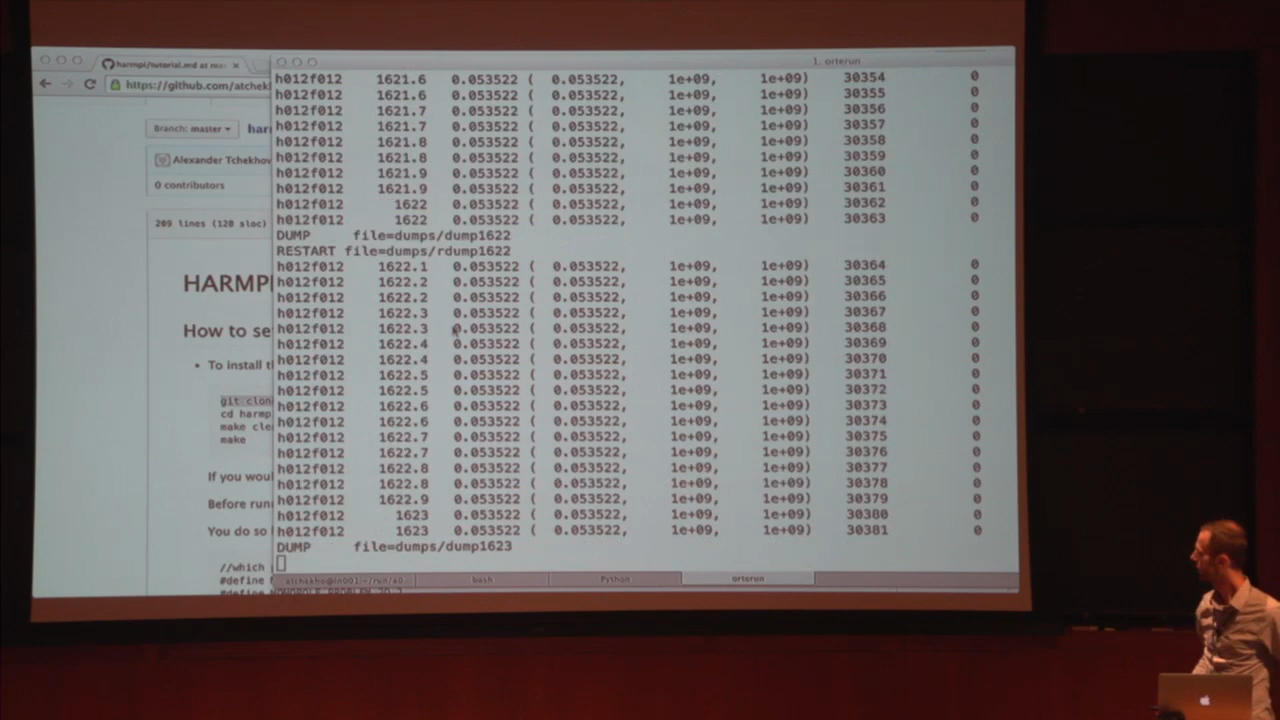 harmpi/tutorial.md at ma
https://github.com/atchekh
Branch: master
harm
Alexander Tchekhov
0 contributors
209 lines (128 sloc)
HARMPI
How to se
To install t
git clon
cd harmp
make cle
make
If you wou
Before runn
You do so
//which
#define
1. orterun
h012f012 1621.6 0.053522 ( 0.053522, 1e+09, 1e+09) 30354 0
h012f012 1621.6 0.053522 ( 0.053522, 1e+09, 1e+09) 30355 0
h012f012 1621.7 0.053522 ( 0.053522, 1e+09, 1e+09) 30356 0
h012f012 1621.7 0.053522 ( 0.053522, 1e+09, 1e+09) 30357 0
h012f012 1621.8 0.053522 ( 0.053522, 1e+09, 1e+09) 30358 0
h012f012 1621.8 0.053522 ( 0.053522, 1e+09, 1e+09) 30359 0
h012f012 1621.9 0.053522 ( 0.053522, 1e+09, 1e+09) 30360 0
h012f012 1621.9 0.053522 ( 0.053522, 1e+09, 1e+09) 30361 0
h012f012 1622 0.053522 ( 0.053522, 1e+09, 1e+09) 30362 0
h012f012 1622 0.053522 ( 0.053522, 1e+09, 1e+09) 30363 0
DUMP file=dumps/dump1622
RESTART file=dumps/rdump1622
h012f012 1622.1 0.053522 ( 0.053522, 1e+09, 1e+09) 30364 0
h012f012 1622.2 0.053522 ( 0.053522, 1e+09, 1e+09) 30365 0
h012f012 1622.2 0.053522 ( 0.053522, 1e+09, 1e+09) 30366 0
h012f012 1622.3 0.053522 ( 0.053522, 1e+09, 1e+09) 30367 0
h012f012 1622.3 0.053522 ( 0.053522, 1e+09, 1e+09) 30368 0
h012f012 1622.4 0.053522 ( 0.053522, 1e+09, 1e+09) 30369 0
h012f012 1622.4 0.053522 ( 0.053522, 1e+09, 1e+09) 30370 0
h012f012 1622.5 0.053522 ( 0.053522, 1e+09, 1e+09) 30371 0
h012f012 1622.5 0.053522 ( 0.053522, 1e+09, 1e+09) 30372 0
h012f012 1622.6 0.053522 ( 0.053522, 1e+09, 1e+09) 30373 0
h012f012 1622.6 0.053522 ( 0.053522, 1e+09, 1e+09) 30374 0
h012f012 1622.7 0.053522 ( 0.053522, 1e+09, 1e+09) 30375 0
h012f012 1622.7 0.053522 ( 0.053522, 1e+09, 1e+09) 30376 0
h012f012 1622.8 0.053522 ( 0.053522, 1e+09, 1e+09) 30377 0
h012f012 1622.8 0.053522 ( 0.053522, 1e+09, 1e+09) 30378 0
h012f012 1622.9 0.053522 ( 0.053522, 1e+09, 1e+09) 30379 0
h012f012 1623 0.053522 ( 0.053522, 1e+09, 1e+09) 30380 0
h012f012 1623 0.053522 ( 0.053522, 1e+09, 1e+09) 30381 0
DUMP file=dumps/dump1623
atchekho@ln001:~/run/a0... bash Python orterun